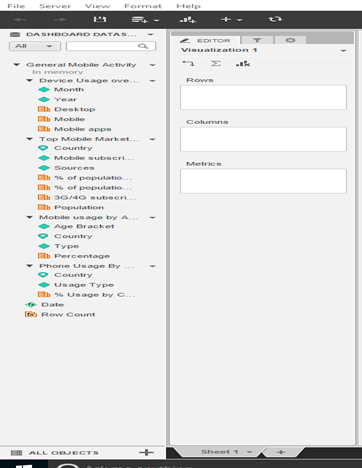 File Server View Format Help
DASHBOARD DATAS...
All
General Mobile Activity
In memory
Device Usage ove...
Month
Year
Desktop
Mobile
Mobile apps
Top Mobile Market...
Country
Mobile subscri...
Sources
% of populatio...
% of populatio...
3G/4G subscri...
Population
Mobile usage by A...
Age Bracket
Country
Type
Percentage
Phone Usage By ...
Country
Usage Type
% Usage by C...
Date
Row Count
ALL OBJECTS
EDITOR
Visualization 1
Rows
Columns
Metrics
Sheet 1